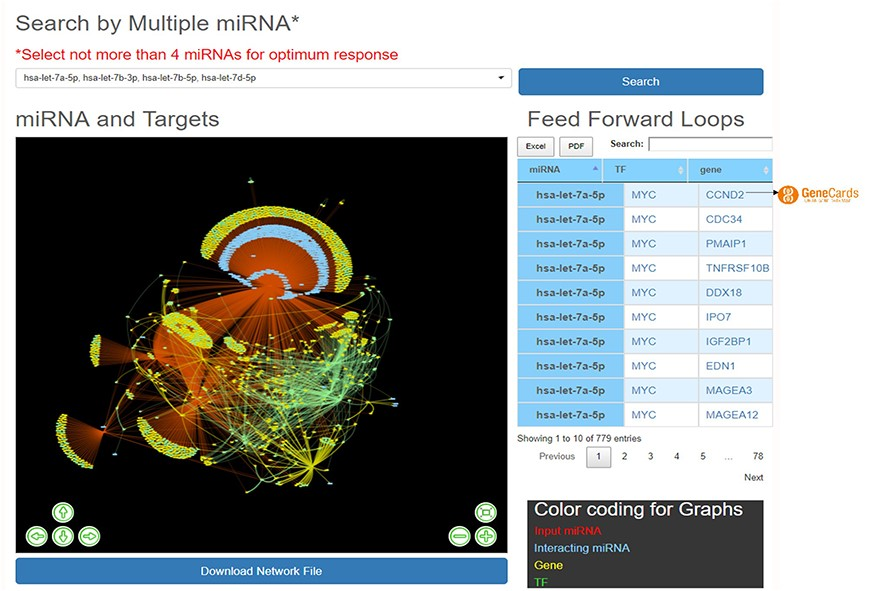 Search by Multiple miRNA*
*Select not more than 4 miRNAs for optimum response
hsa-let-7a-5p, hsa-let-7b-3p, hsa-let-7b-5p, hsa-let-7d-5p
Search
miRNA and Targets
Feed Forward Loops
Excel PDF Search:
miRNA TF gene
hsa-let-7a-5p MYC CCND2
GeneCards
hsa-let-7a-5p MYC CDC34
hsa-let-7a-5p MYC PMAIP1
hsa-let-7a-5p MYC TNFRSF10B
hsa-let-7a-5p MYC DDX18
hsa-let-7a-5p MYC IPO7
hsa-let-7a-5p MYC IGF2BP1
hsa-let-7a-5p MYC EDN1
hsa-let-7a-5p MYC MAGEA3
hsa-let-7a-5p MYC MAGEA12
Showing 1 to 10 of 779 entries
Previous 1 2 3 4 5 ... 78
Next
Color coding for Graphs
Input miRNA
Interacting miRNA
Gene
TF
Download Network File